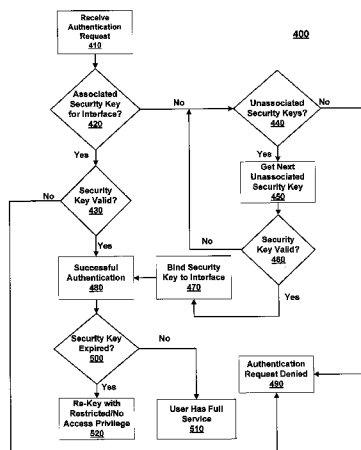 Receive
Authentication
Request
410
400
Associated
Security Key
for Interface?
420
No
Unassociated
Security Keys?
440
No
Yes
Yes
Get Next
Unassociated
Security Key
450
No
Security
Key Valid?
430
No
Security
Key Valid?
460
Yes
Successful
Authentication
480
Bind Security
Key to Interface
470
Yes
Security Key
Expired?
500
No
Authentication
Request Denied
490
Yes
Re-Key with
Restricted/No
Access Privilege
520
User Has Full
Service
510